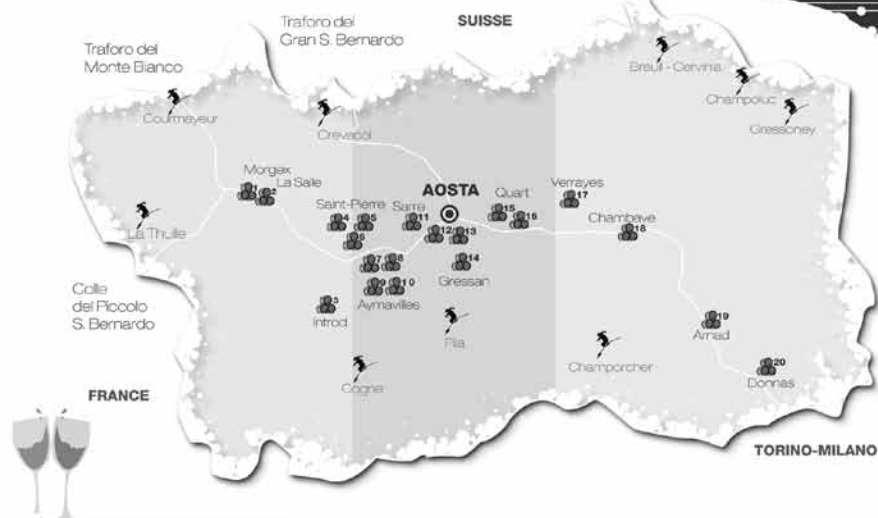 SUISSE
Traforo del
Gran S. Bernardo
Traforo del
Monte Bianco
Breuil - Cervinia
Champoluc
Gressoney
Courmayeur
Crevacol
Morgex
La Salle
1
2
AOSTA
Quart
Verrayes
17
Saint-Pierre
Sarre
4
5
11
15
16
Chambave
18
La Thuile
6
12
13
7
8
14
Gressan
9
10
Aymavilles
Colle
del Piccolo
S. Bernardo
3
Introd
Pila
19
Arnad
Champorcher
20
Donnas
Cogne
FRANCE
TORINO-MILANO